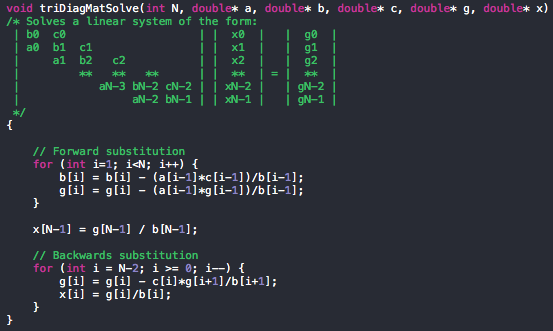 void triDiagMatSolve(int N, double* a, double* b, double* c, double* g, double* x)
/* Solves a linear system of the form:
 | b0  c0                    | | x0   |   | g0   |
 | a0  b1  c1                | | x1   |   | g1   |
 |     a1  b2   c2           | | x2   |   | g2   |
 |         **   **   **      | | **   | = | **   |
 |            aN-3 bN-2 cN-2 | | xN-2 |   | gN-2 |
 |                 aN-2 bN-1 | | xN-1 |   | gN-1 |
 */
{
    // Forward substitution
    for (int i=1; i<N; i++) {
        b[i] = b[i] - (a[i-1]*c[i-1])/b[i-1];
        g[i] = g[i] - (a[i-1]*g[i-1])/b[i-1];
    }
    x[N-1] = g[N-1] / b[N-1];
    // Backwards substitution
    for (int i = N-2; i >= 0; i--) {
        g[i] = g[i] - c[i]*g[i+1]/b[i+1];
        x[i] = g[i]/b[i];
    }
}